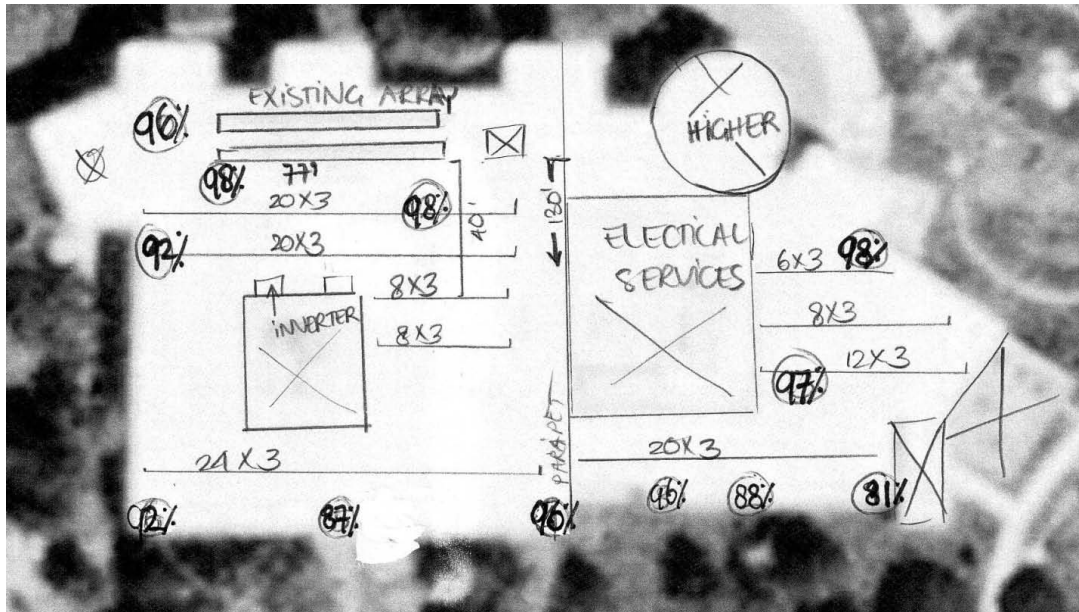 EXISTING ARRAY
96%
HIGHER
98%
77'
20X3
98%
40'
130'
92%
20X3
ELECTICAL
SERVICES
6X3
98%
8X3
INVERTER
8X3
8X3
12X3
97%
PARAPET
24X3
20X3
92%
87%
96%
96%
88%
81%